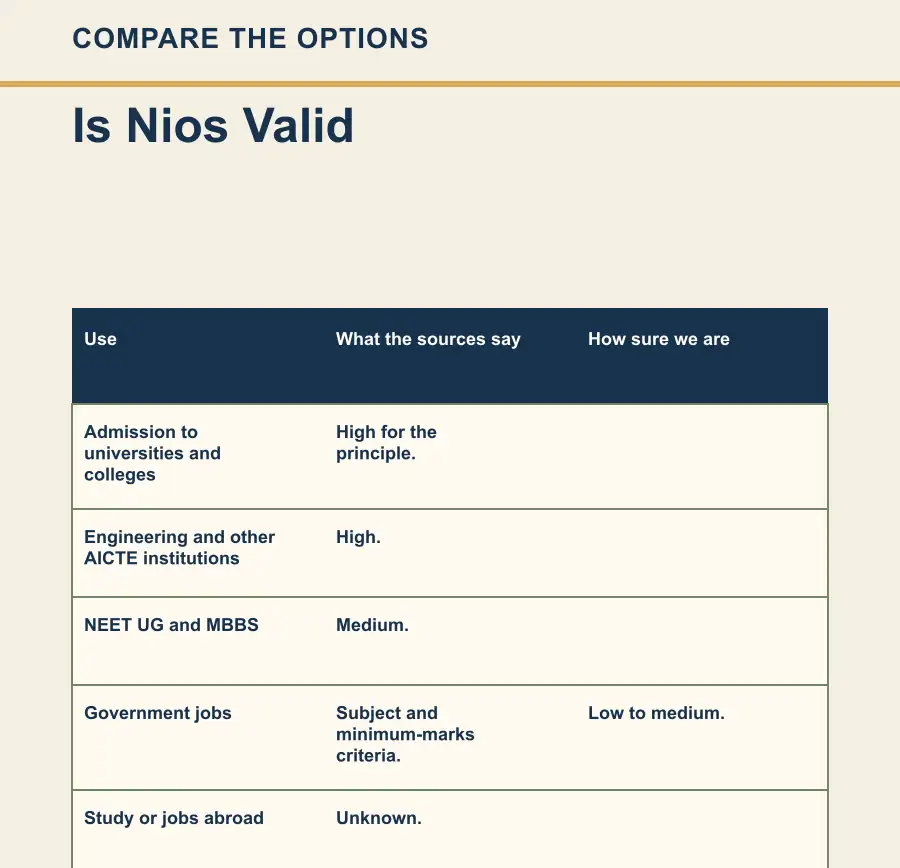 COMPARE THE OPTIONS
Is Nios Valid
Use What the sources say How sure we are
Admission to
universities and
colleges
High for the
principle.
Engineering and other
AICTE institutions
High.
NEET UG and MBBS
Medium.
Government jobs
Subject and
minimum-marks
criteria.
Low to medium.
Study or jobs abroad
Unknown.